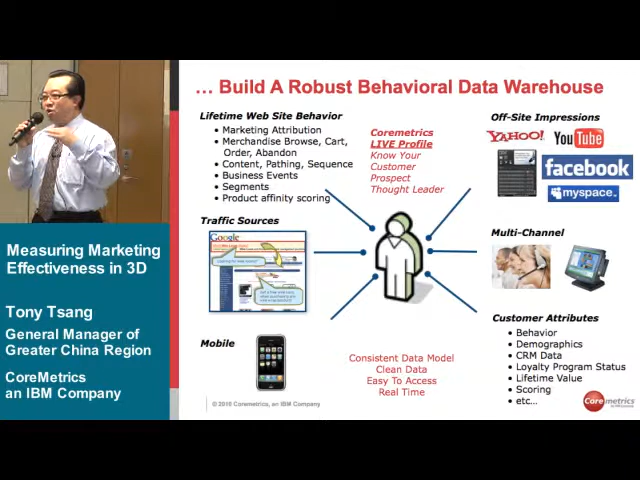 … Build A Robust Behavioral Data Warehouse
Lifetime Web Site Behavior
• Marketing Attribution
• Merchandise Browse, Cart,
Order, Abandon
• Content, Pathing, Sequence
• Business Events
• Segments
• Product affinity scoring
Coremetrics
LIVE Profile
Know Your
Customer
Prospect
Thought Leader
Off-Site Impressions
YAHOO!
YouTube
facebook
myspace
Traffic Sources
Google
Multi-Channel
Mobile
Consistent Data Model
Clean Data
Easy To Access
Real Time
Customer Attributes
• Behavior
• Demographics
• CRM Data
• Loyalty Program Status
• Lifetime Value
• Scoring
• etc…
© 2010 Coremetrics, an IBM Company
Coremetrics
Measuring Marketing
Effectiveness in 3D
Tony Tsang
General Manager of
Greater China Region
CoreMetrics
an IBM Company